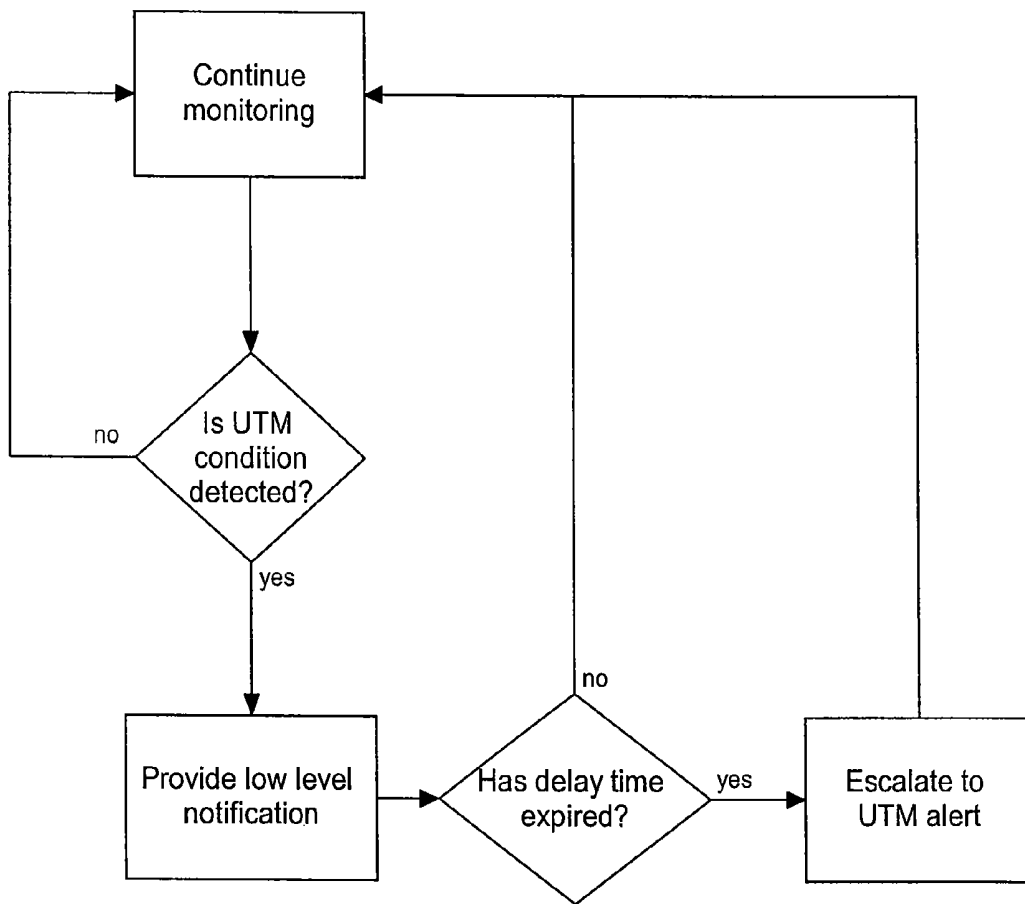 Continue
monitoring
Is UTM
condition
detected?
no
yes
Provide low level
notification
Has delay time
expired?
no
yes
Escalate to
UTM alert